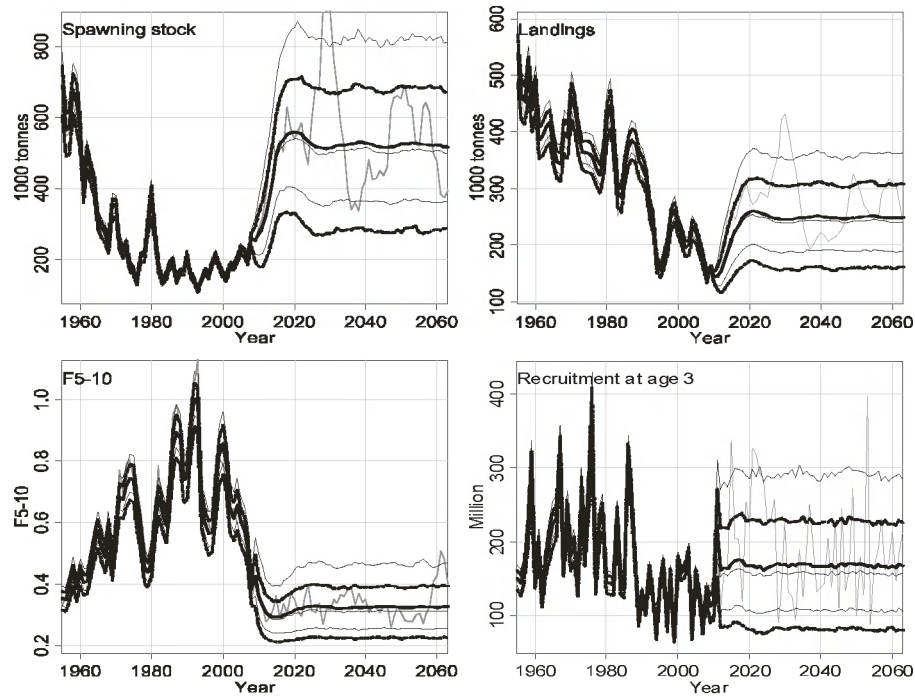 Spawning stock
1000 tonnes
200 400 600 800
1960 1980 2000 2020 2040 2060
Year
Landings
1000 tonnes
100 200 300 400 500 600
1960 1980 2000 2020 2040 2060
Year
F5-10
F5-10
0.2 0.4 0.6 0.8 1.0
1960 1980 2000 2020 2040 2060
Year
Recruitment at age 3
Million
100 200 300 400
1960 1980 2000 2020 2040 2060
Year